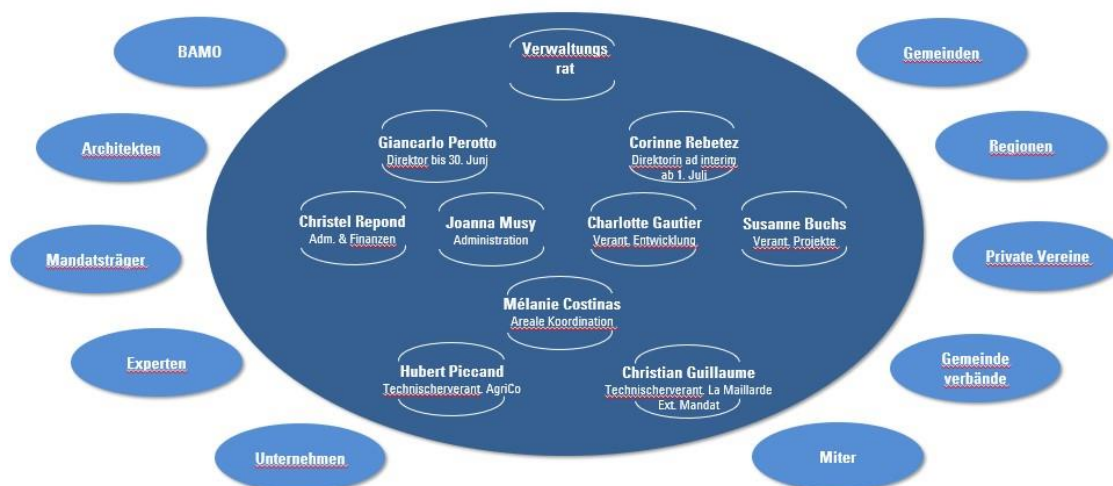 BAMO
Verwaltungs
rat
Gemeinden
Architekten
Giancarlo Perotto
Direktor bis 30. Juni
Corinne Rebetez
Direktorin ad interim
ab 1. Juli
Regionen
Christel Repond
Adm. & Finanzen
Joanna Musy
Administration
Charlotte Gautier
Verant. Entwicklung
Susanne Buchs
Verant. Projekte
Mandatsträger
Private Vereine
Mélanie Costinas
Areale Koordination
Experten
Hubert Piccand
Technischerverant. AgriCo
Christian Guillaume
Technischerverant. La Maillarde
Ext. Mandat
Gemeinde
verbände
Unternehmen
Miter